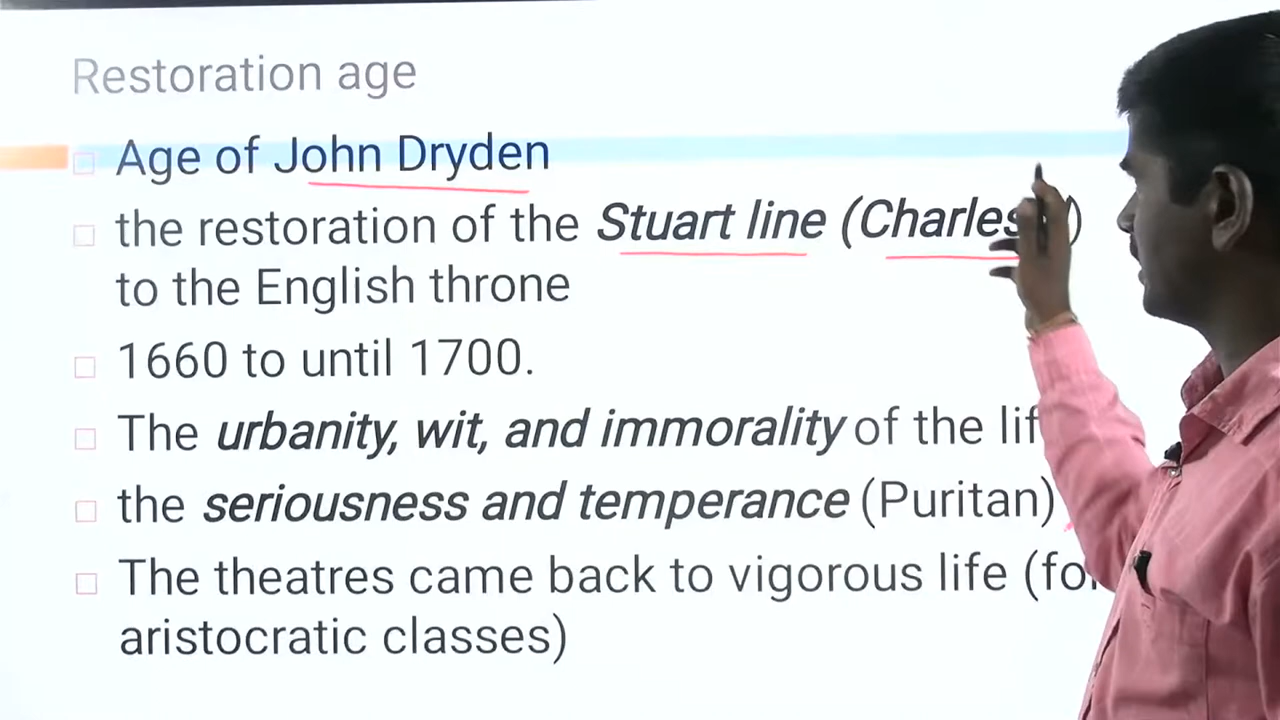 Restoration age
Age of John Dryden
the restoration of the Stuart line (Charles )
to the English throne
1660 to until 1700.
The urbanity, wit, and immorality of the
the seriousness and temperance (Puritan)
The theatres came back to vigorous life
aristocratic classes)